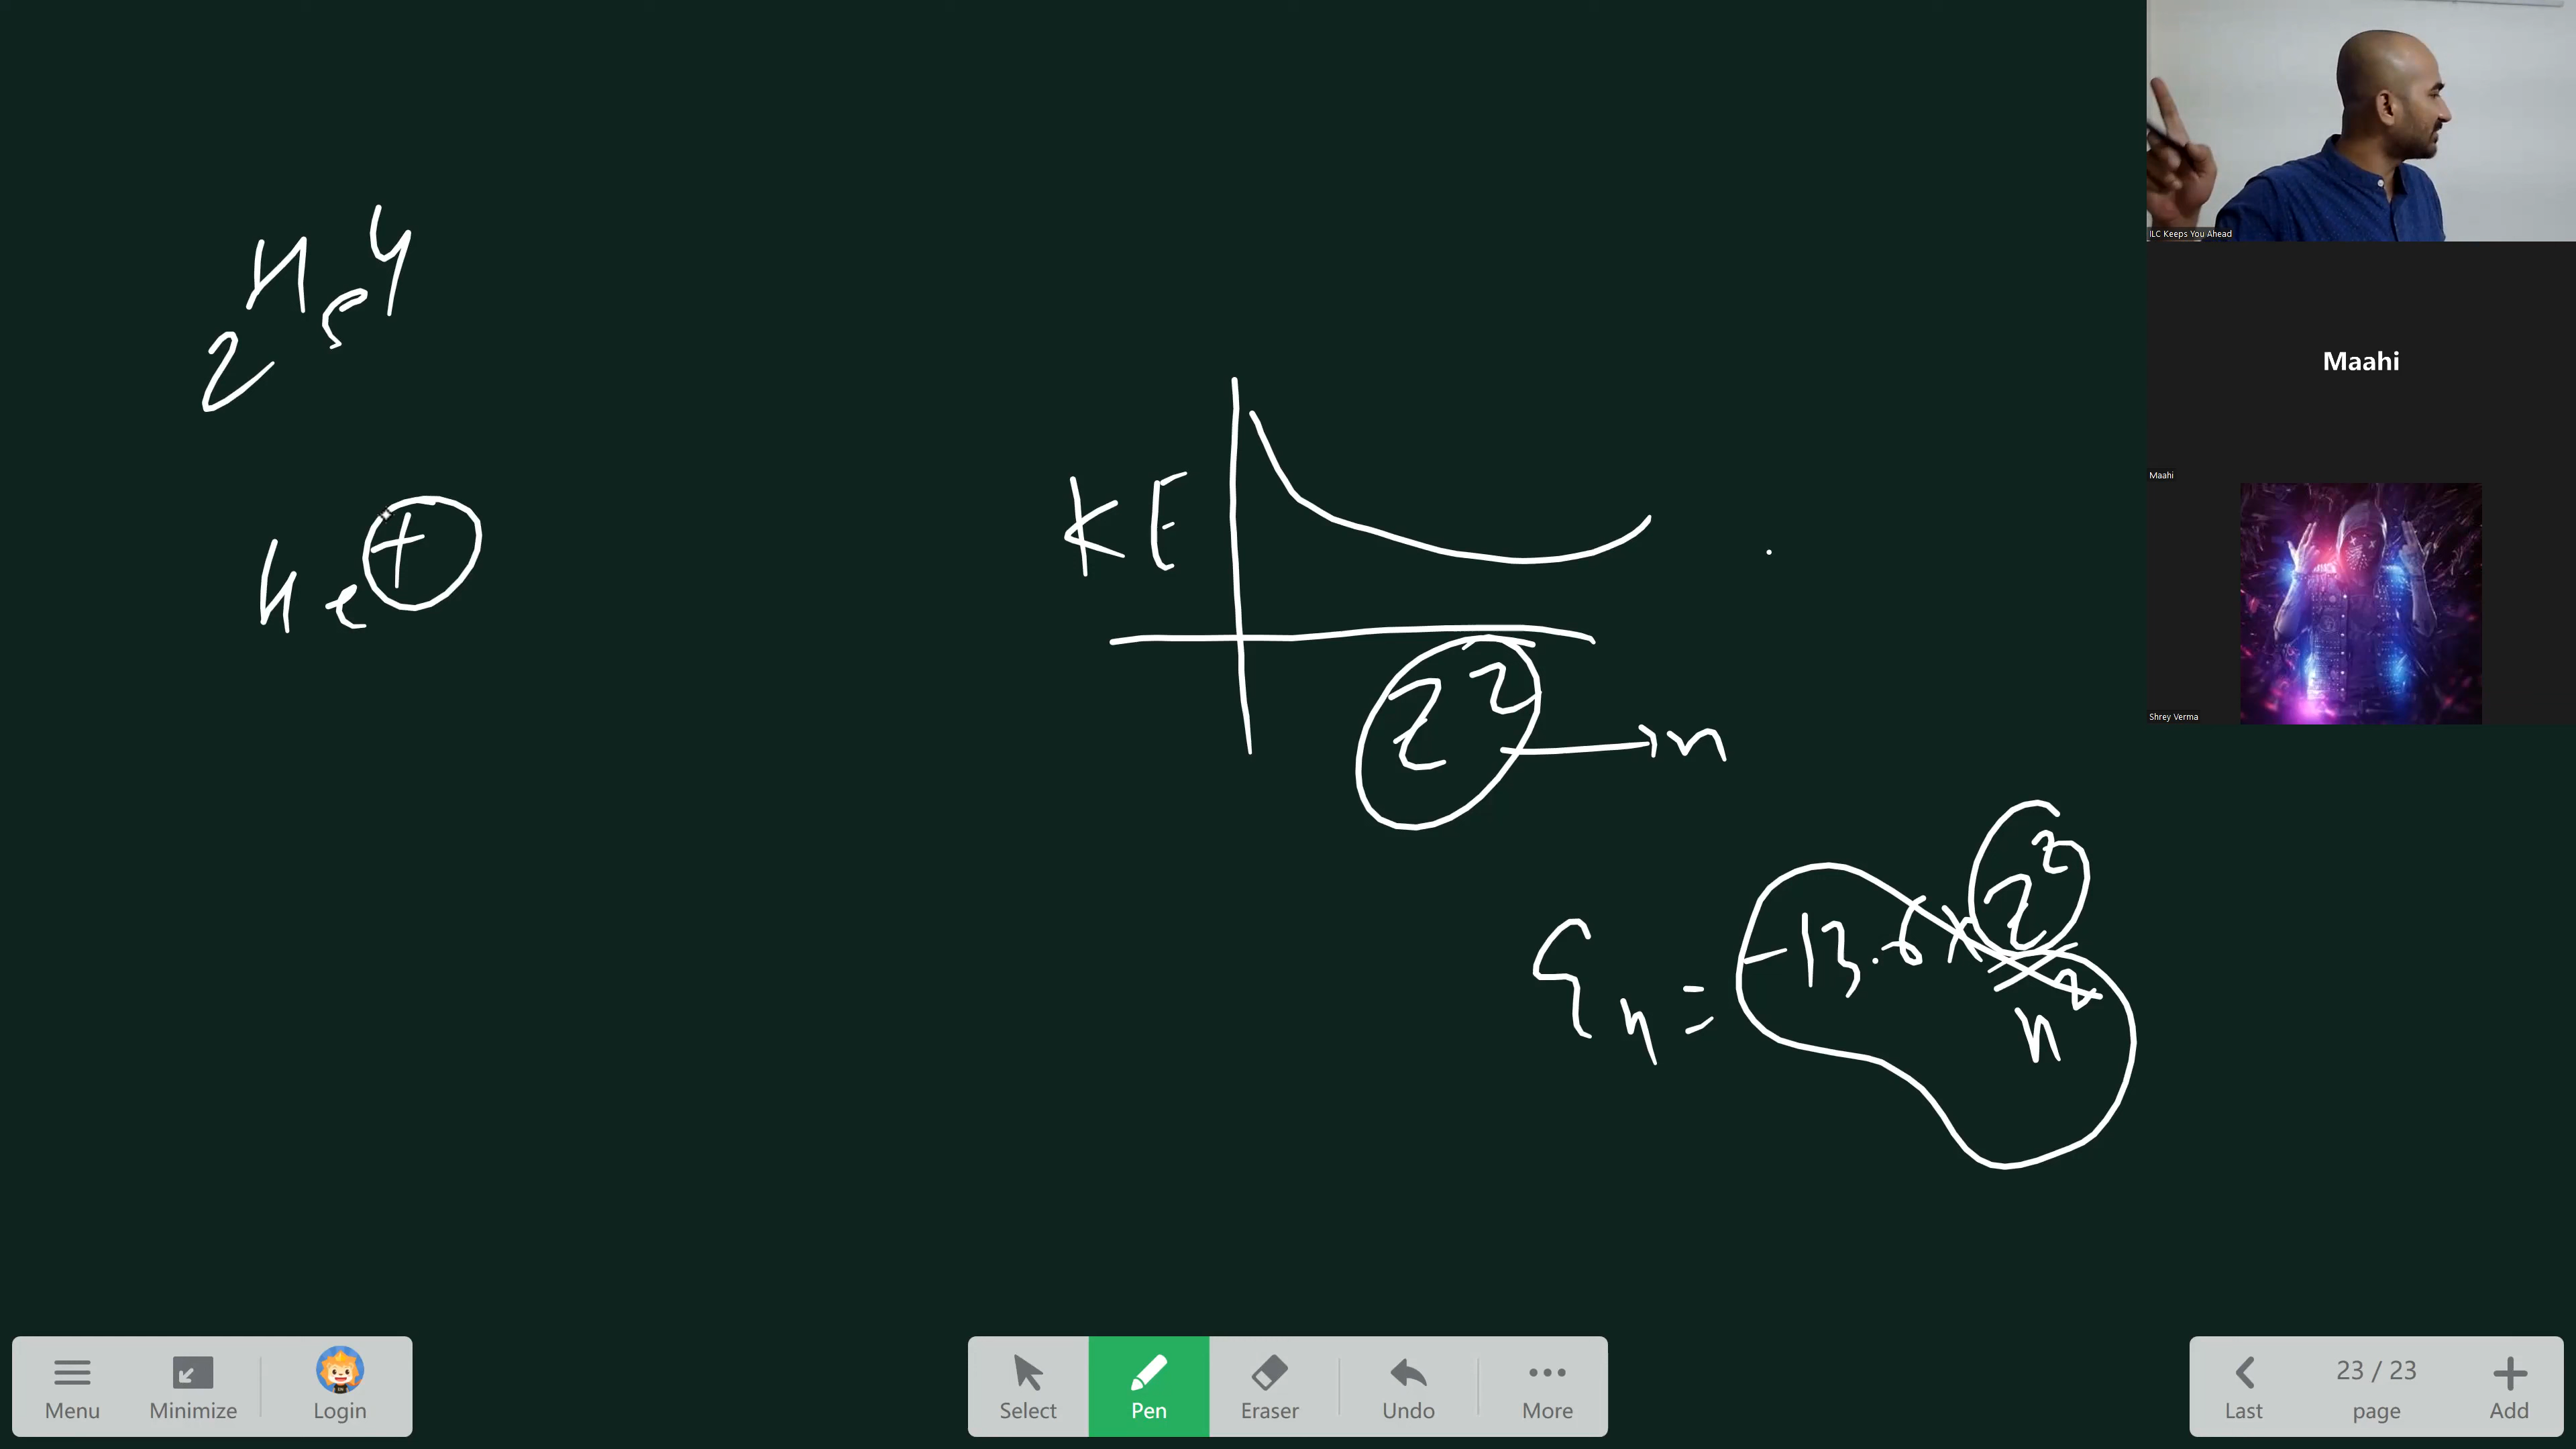 2He4
He+
KE
Z2
→ n
En = -13.6 x Z2
n2
ILC Keeps You Ahead
Maahi
Maahi
Shrey Verma
Menu
Minimize
Login
Select
Pen
Eraser
Undo
More
Last
23 / 23
page
Add